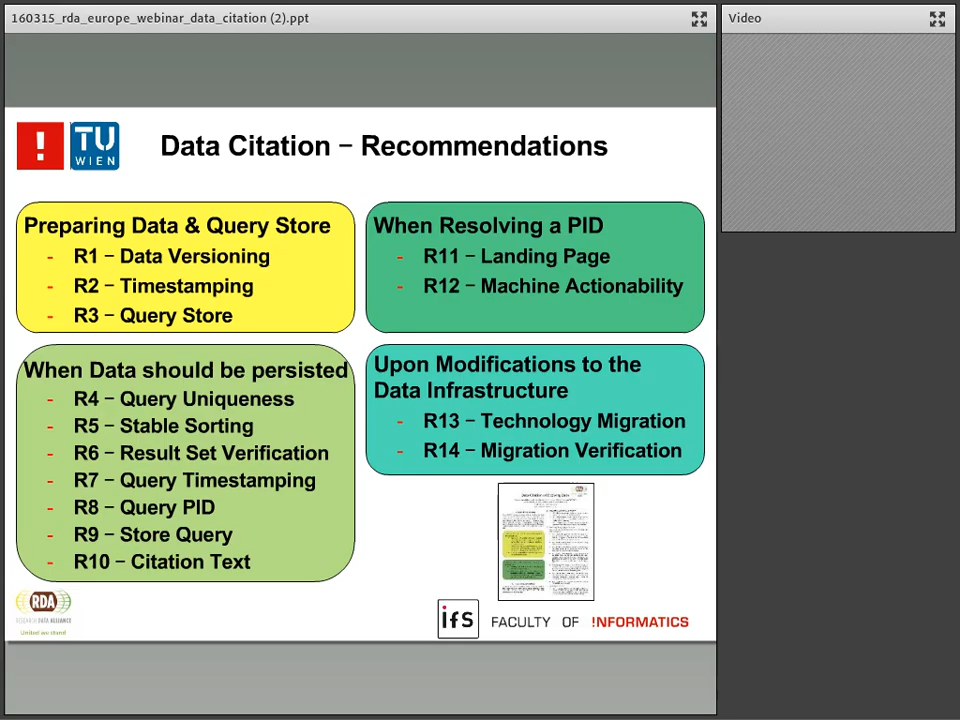 160315_rda_europe_webinar_data_citation (2).ppt
Video
!
TU
WIEN
Data Citation – Recommendations
Preparing Data & Query Store
- R1 – Data Versioning
- R2 – Timestamping
- R3 – Query Store
When Resolving a PID
- R11 – Landing Page
- R12 – Machine Actionability
When Data should be persisted
- R4 – Query Uniqueness
- R5 – Stable Sorting
- R6 – Result Set Verification
- R7 – Query Timestamping
- R8 – Query PID
- R9 – Store Query
- R10 – Citation Text
Upon Modifications to the
Data Infrastructure
- R13 – Technology Migration
- R14 – Migration Verification
RDA
RESEARCH DATA ALLIANCE
ifs
FACULTY OF !NFORMATICS